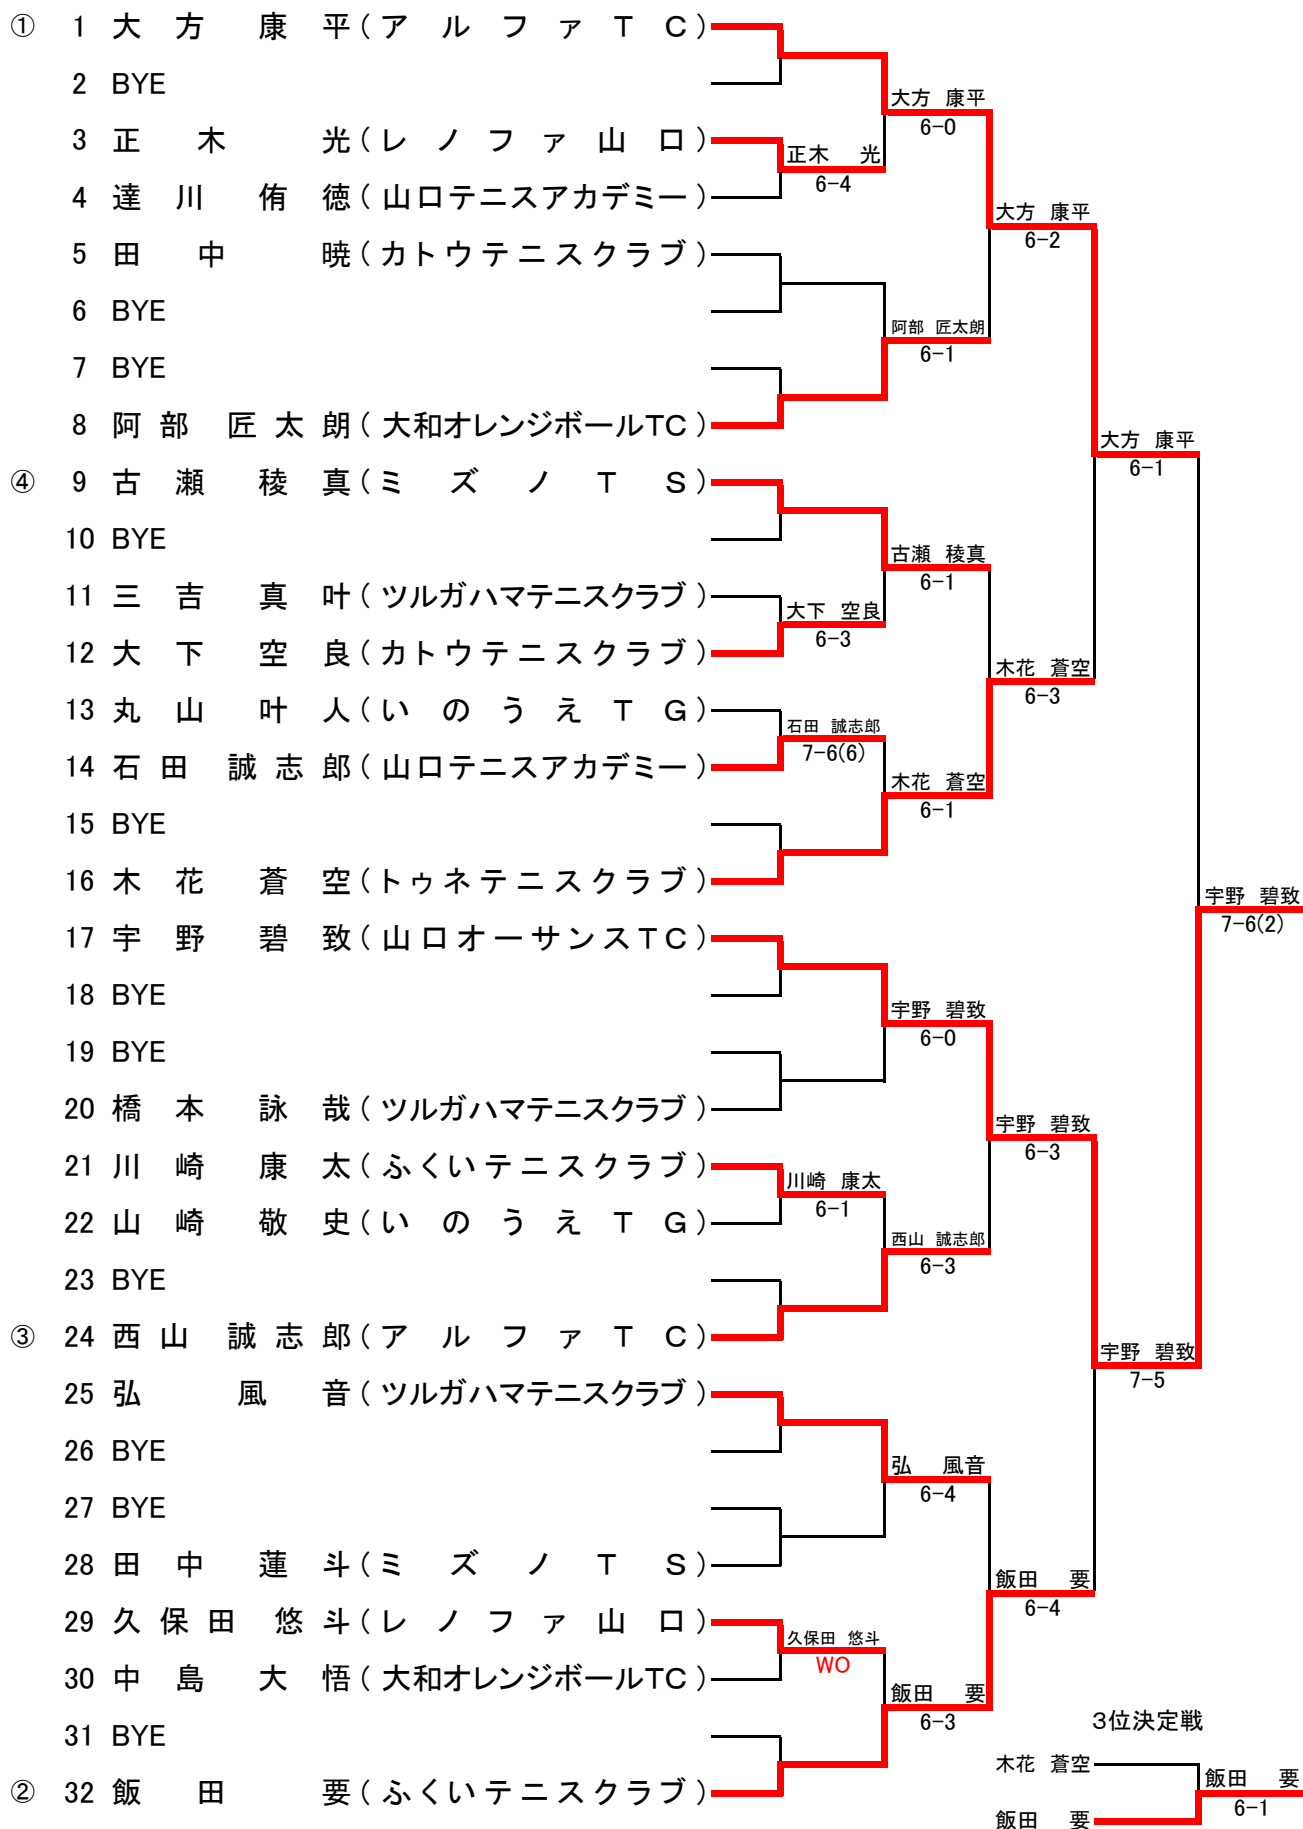 ① 1 大方 康平(アルファTC)
2 BYE
大方 康平
6-0
3 正木 光(レノファ山口)
正木 光
6-4
4 達川 侑徳(山口テニスアカデミー)
大方 康平
6-2
5 田中 暁(カトウテニスクラブ)
6 BYE
阿部 匠太朗
6-1
7 BYE
8 阿部 匠太朗(大和オレンジボールTC)
大方 康平
6-1
④ 9 古瀬 稜真(ミズノTS)
10 BYE
古瀬 稜真
6-1
11 三吉 真叶(ツルガハマテニスクラブ)
大下 空良
6-3
12 大下 空良(カトウテニスクラブ)
木花 蒼空
6-3
13 丸山 叶人(いのうえTG)
石田 誠志郎
7-6(6)
14 石田 誠志郎(山口テニスアカデミー)
木花 蒼空
6-1
15 BYE
16 木花 蒼空(トゥネテニスクラブ)
宇野 碧致
7-6(2)
17 宇野 碧致(山口オーサンスTC)
18 BYE
宇野 碧致
6-0
19 BYE
20 橋本 詠哉(ツルガハマテニスクラブ)
宇野 碧致
6-3
21 川崎 康太(ふくいテニスクラブ)
川崎 康太
6-1
22 山崎 敬史(いのうえTG)
西山 誠志郎
6-3
23 BYE
③ 24 西山 誠志郎(アルファTC)
宇野 碧致
7-5
25 弘 風音(ツルガハマテニスクラブ)
26 BYE
弘 風音
6-4
27 BYE
28 田中 蓮斗(ミズノTS)
飯田 要
6-4
29 久保田 悠斗(レノファ山口)
久保田 悠斗
WO
30 中島 大悟(大和オレンジボールTC)
飯田 要
6-3
31 BYE
② 32 飯田 要(ふくいテニスクラブ)
3位決定戦
木花 蒼空
飯田 要
6-1
飯田 要